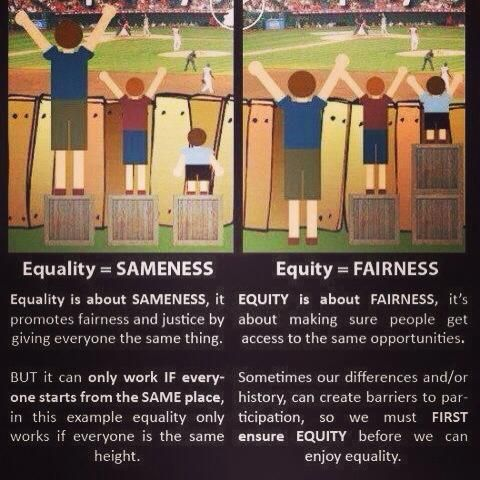 Equality = SAMENESS
Equality is about SAMENESS, it
promotes fairness and justice by
giving everyone the same thing.
BUT it can only work IF every-
one starts from the SAME place,
in this example equality only
works if everyone is the same
height.
Equity = FAIRNESS
EQUITY is about FAIRNESS, it's
about making sure people get
access to the same opportunities.
Sometimes our differences and/or
history, can create barriers to par-
ticipation, so we must FIRST
ensure EQUITY before we can
enjoy equality.